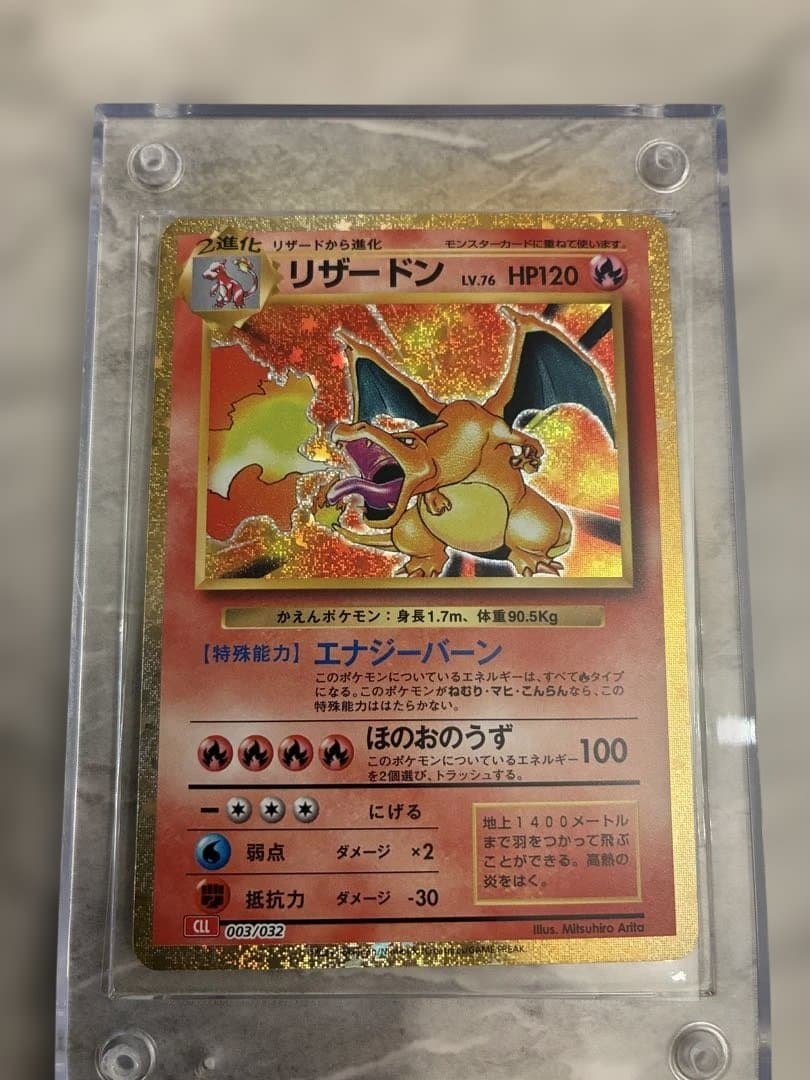 2進化 リザードから進化 モンスターカードに重ねて使います。
リザードン LV.76 HP120
かえんポケモン：身長1.7m、体重90.5Kg
【特殊能力】エナジーバーン
このポケモンについているエネルギーは、すべてタイプ
になる。このポケモンがねむり・マヒ・こんらんなら、この
特殊能力ははたらかない。
ほのおのうず
このポケモンについているエネルギー
を2個選び、トラッシュする。
100
にげる
弱点 ダメージ ×2
抵抗力 ダメージ -30
地上1400メートル
まで羽をつかって飛ぶ
ことができる。高熱の
炎をはく。
CLL 003/032
Illus. Mitsuhiro Arita
GAME FREAK.